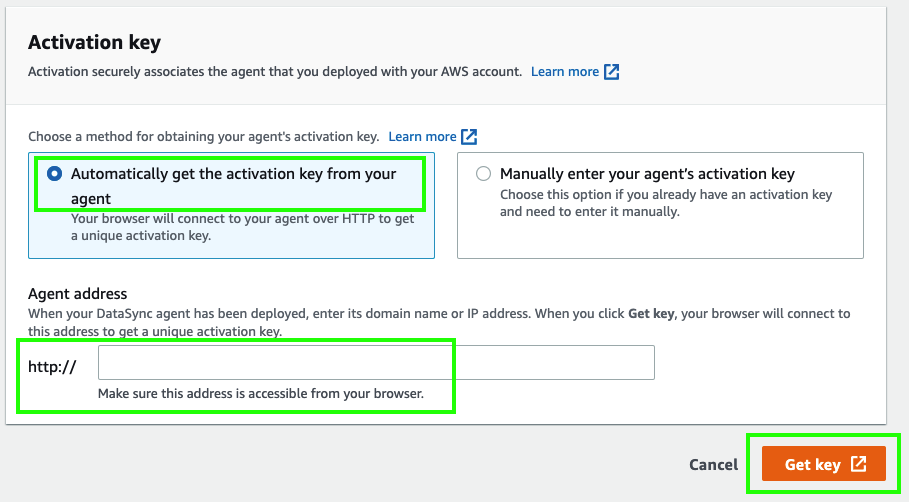 Activation key
Activation securely associates the agent that you deployed with your AWS account. Learn more
Choose a method for obtaining your agent's activation key. Learn more
Automatically get the activation key from your
agent
Your browser will connect to your agent over HTTP to get
a unique activation key.
Manually enter your agent's activation key
Choose this option if you already have an activation key
and need to enter it manually.
Agent address
When your DataSync agent has been deployed, enter its domain name or IP address. When you click Get key, your browser will connect to
this address to get a unique activation key.
http://
Make sure this address is accessible from your browser.
Cancel
Get key